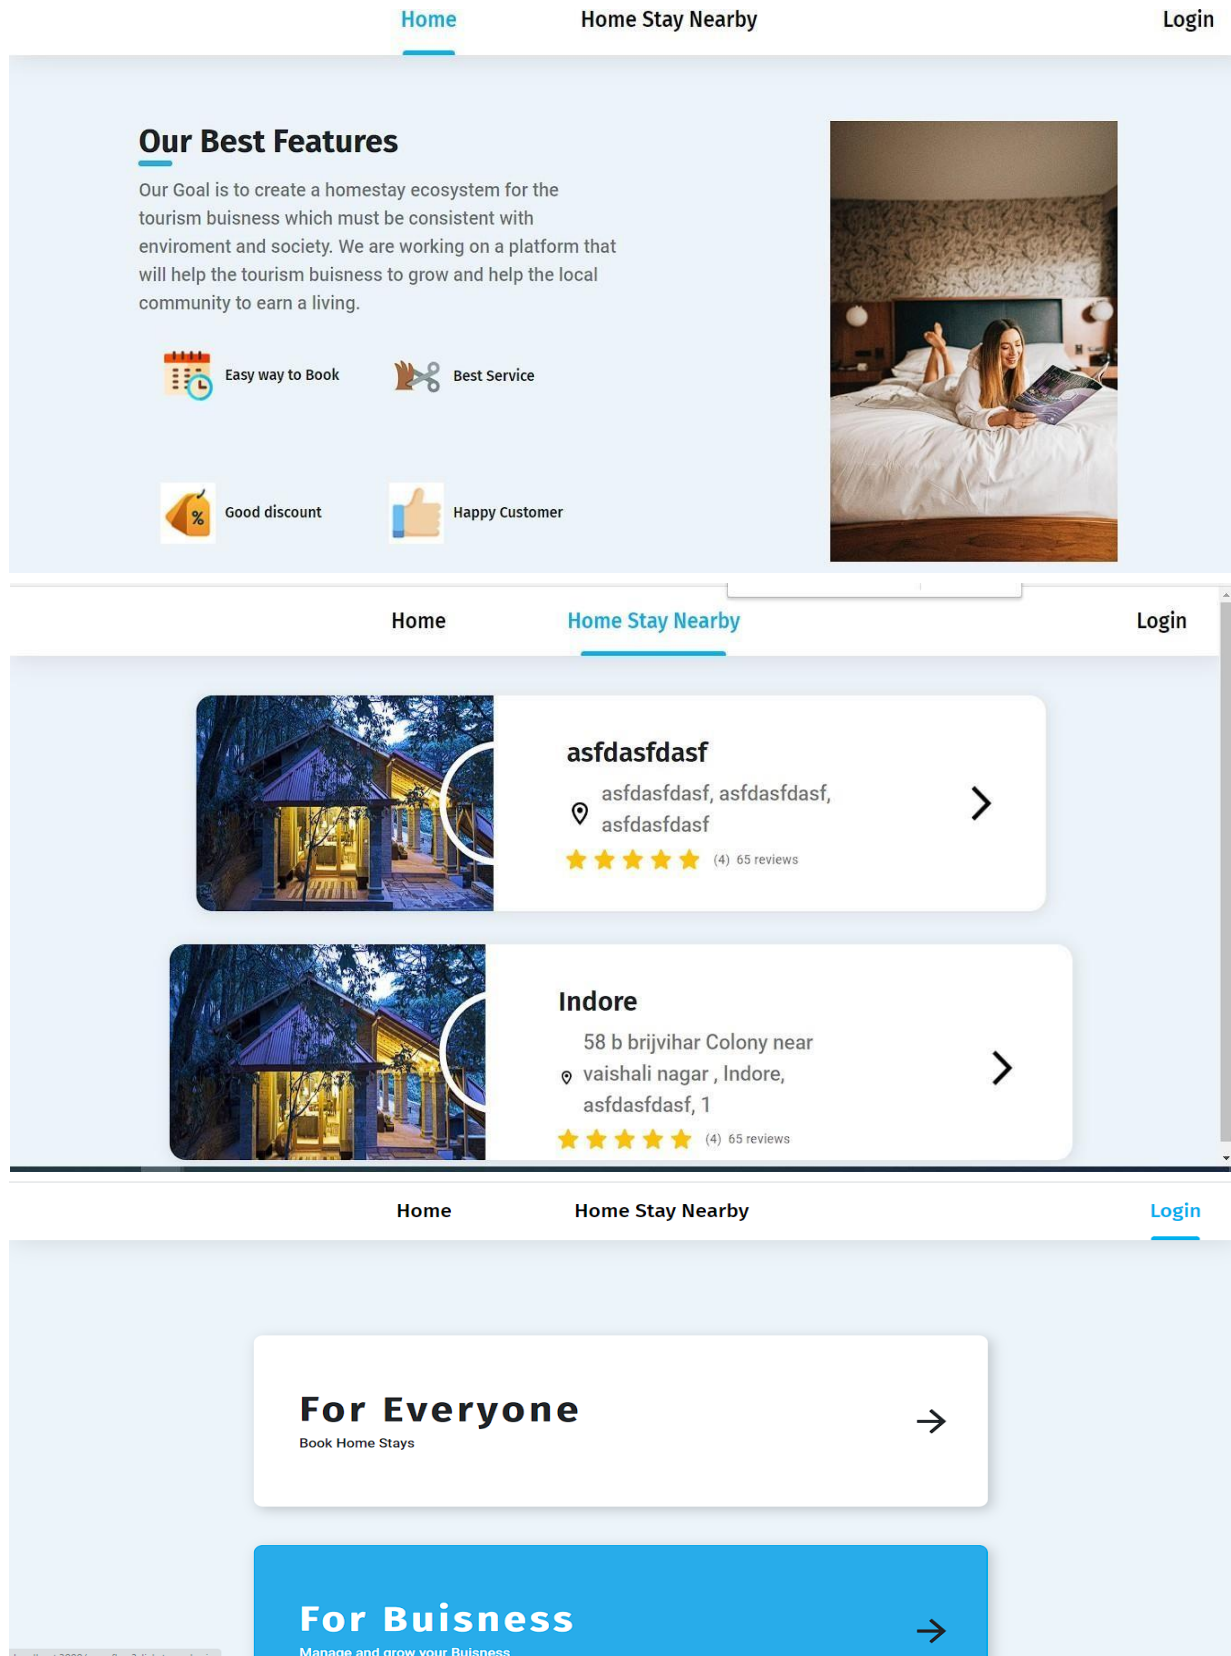 Home Home Stay Nearby Login
Our Best Features
Our Goal is to create a homestay ecosystem for the
tourism buisness which must be consistent with
enviroment and society. We are working on a platform that
will help the tourism buisness to grow and help the local
community to earn a living.
Easy way to Book Best Service
% Good discount Happy Customer
Home Home Stay Nearby Login
asfdasfdasf
asfdasfdasf, asfdasfdasf,
asfdasfdasf
(4) 65 reviews
Indore
58 b brijvihar Colony near
vaishali nagar , Indore,
asfdasfdasf, 1
(4) 65 reviews
Home Home Stay Nearby Login
For Everyone
Book Home Stays
For Buisness
Manage and grow your Buisness